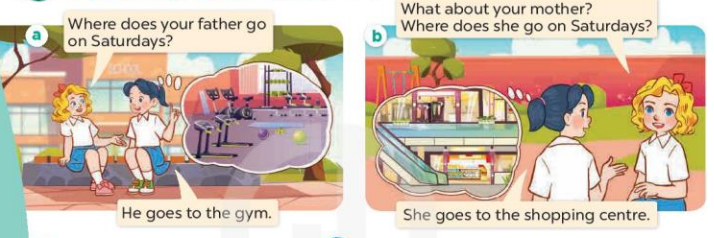 a
Where does your father go
on Saturdays?
He goes to the gym.
b
What about your mother?
Where does she go on Saturdays?
She goes to the shopping centre.